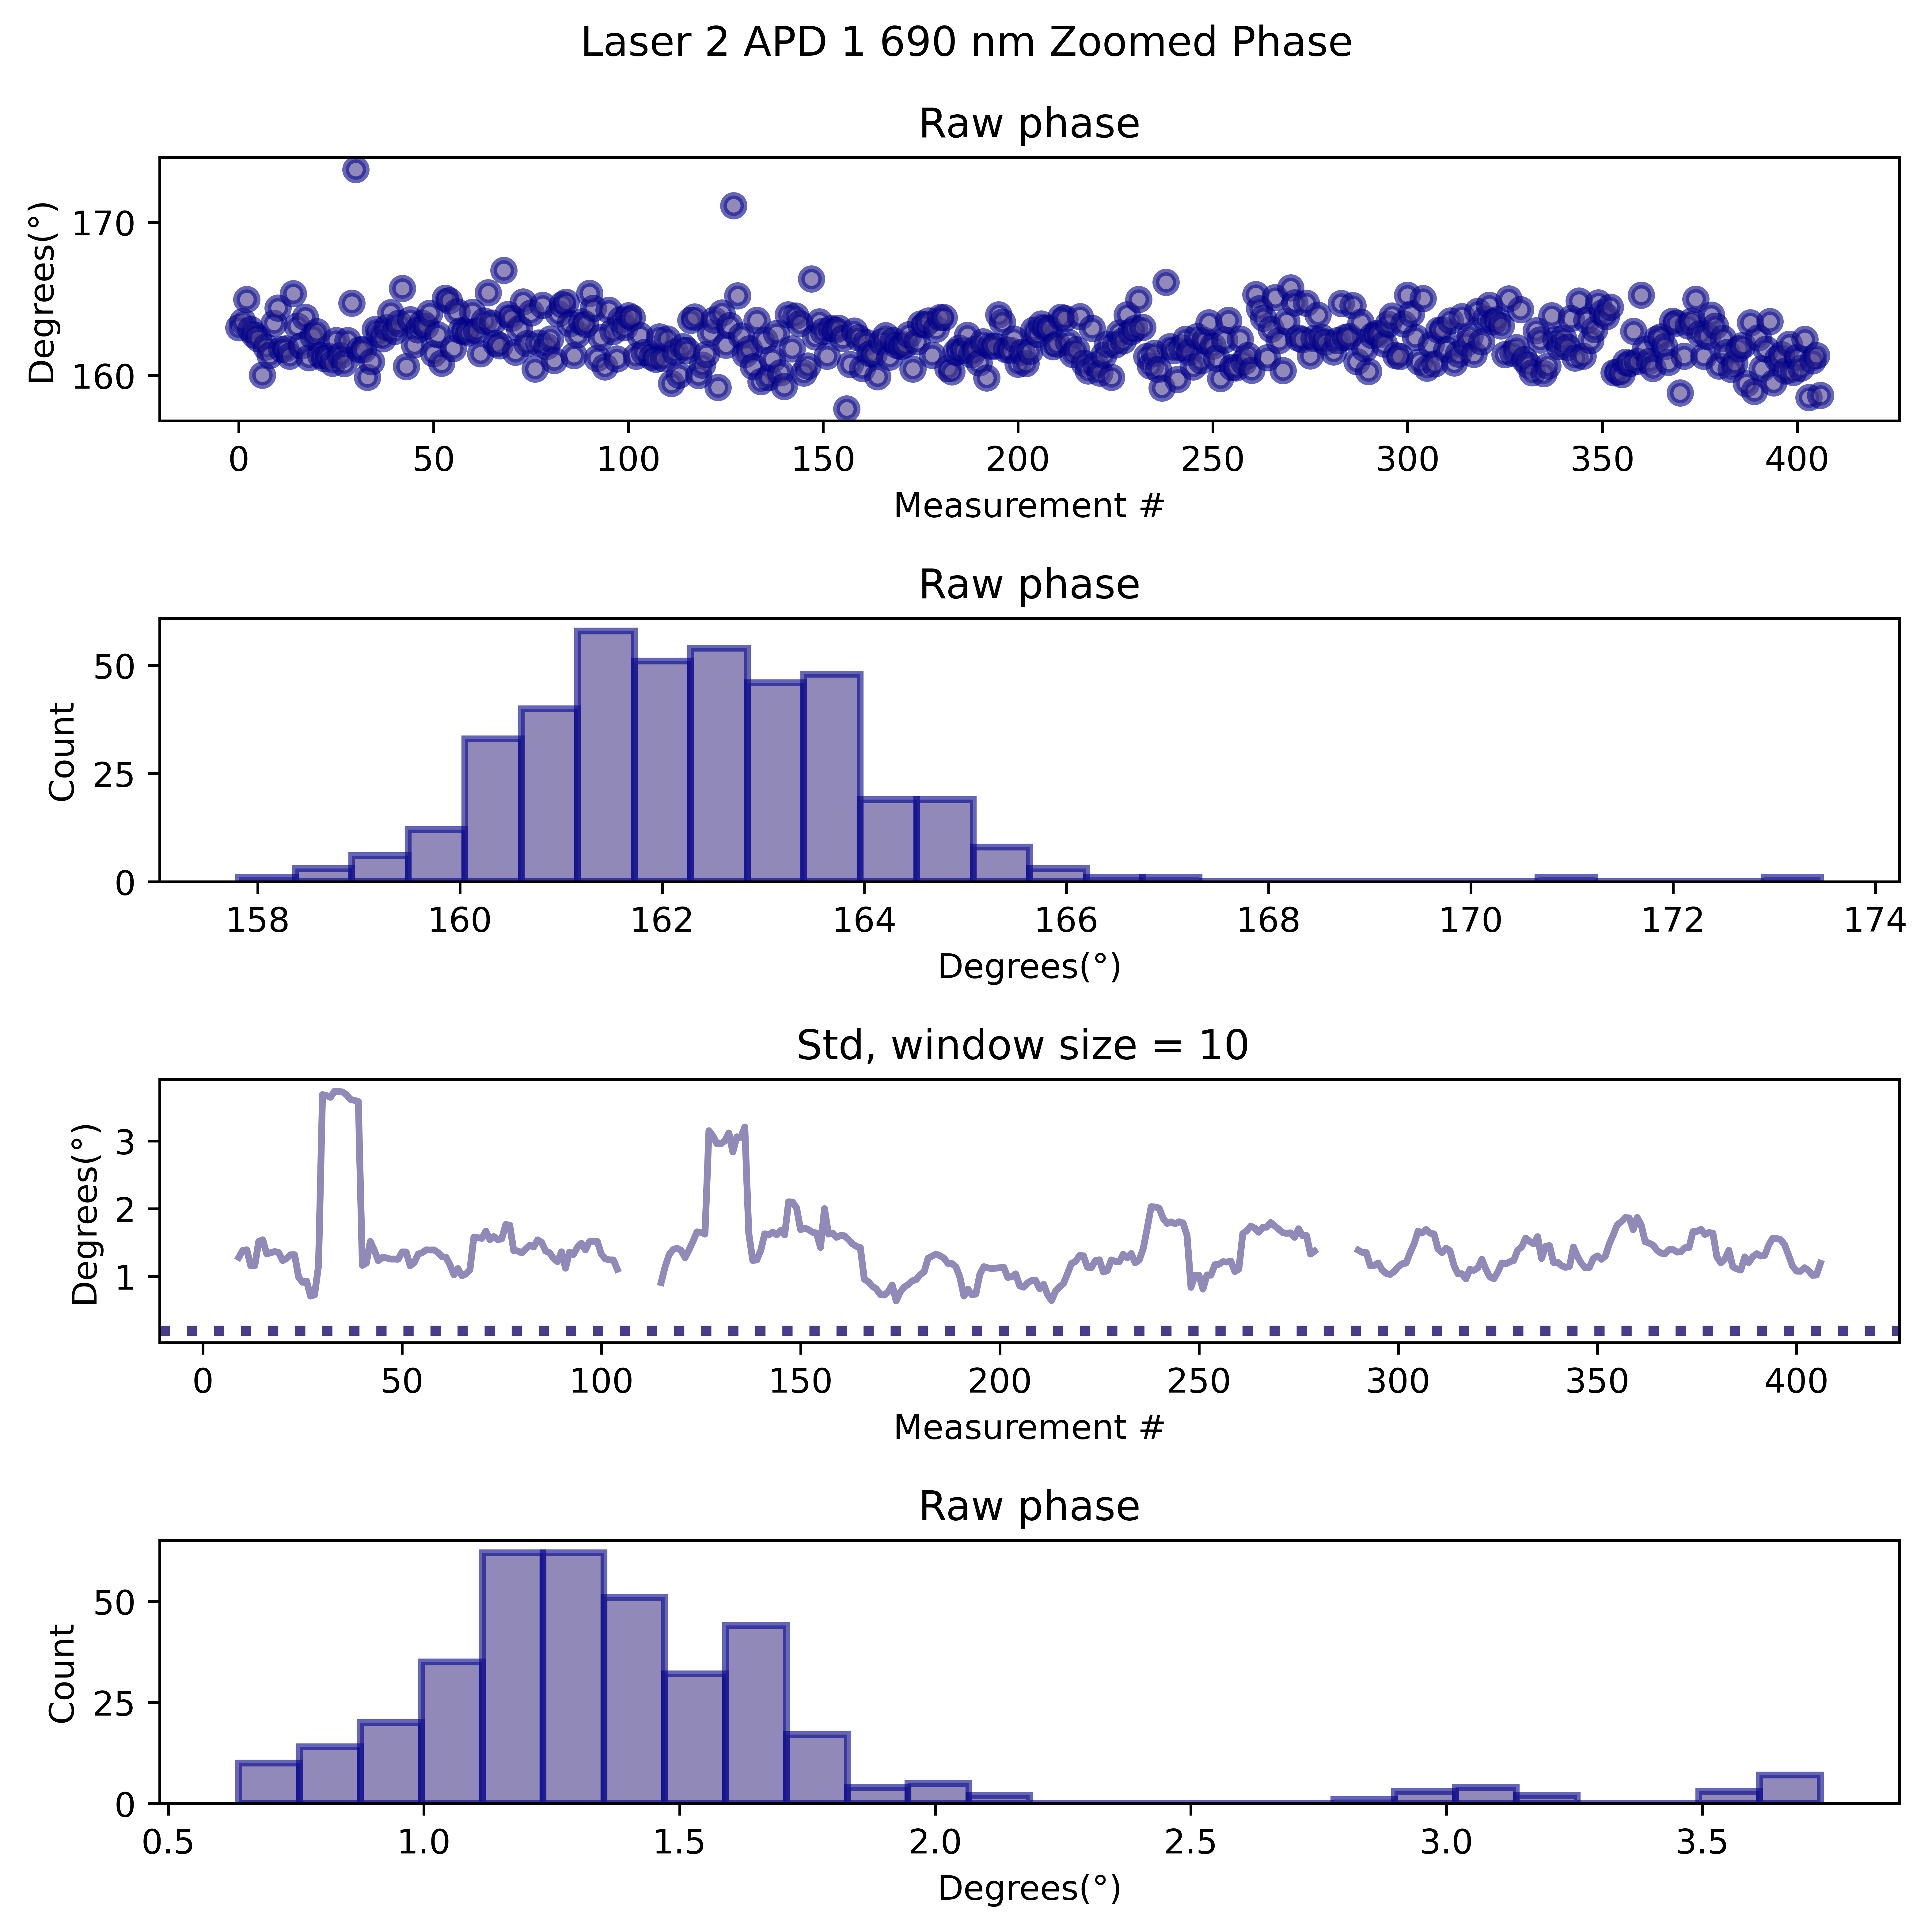 Laser 2 APD 1 690 nm Zoomed Phase
Raw phase
Degrees(°)
170
160
0 50 100 150 200 250 300 350 400
Measurement #
Raw phase
Count
50
25
0
158 160 162 164 166 168 170 172 174
Degrees(°)
Std, window size = 10
Degrees(°)
3
2
1
0 50 100 150 200 250 300 350 400
Measurement #
Raw phase
Count
50
25
0
0.5 1.0 1.5 2.0 2.5 3.0 3.5
Degrees(°)